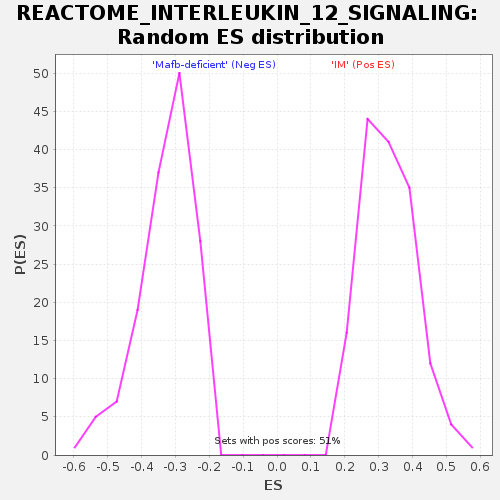 REACTOME_INTERLEUKIN_12_SIGNALING:
Random ES distribution
'Mafb-deficient' (Neg ES)
'IM' (Pos ES)
P(ES)
50
45
40
35
30
25
20
15
10
5
0
Sets with pos scores: 51%
-0.6 -0.5 -0.4 -0.3 -0.2 -0.1 0.0 0.1 0.2 0.3 0.4 0.5 0.6
ES